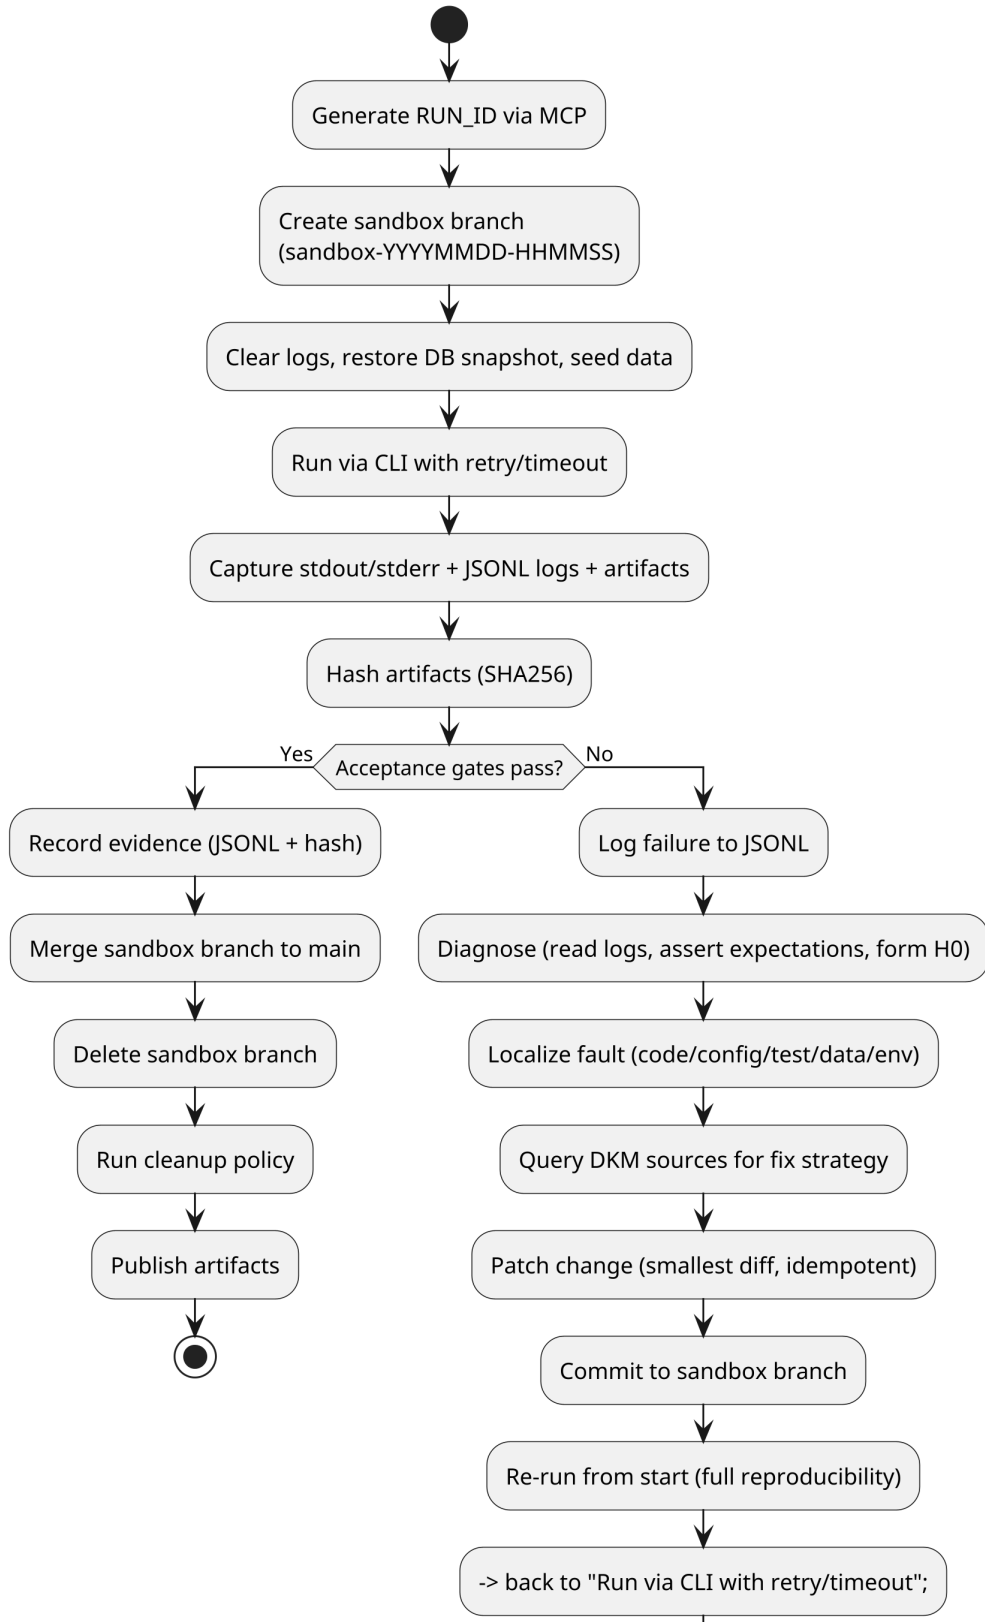 Generate RUN_ID via MCP
Create sandbox branch
(sandbox-YYYYMMDD-HHMMSS)
Clear logs, restore DB snapshot, seed data
Run via CLI with retry/timeout
Capture stdout/stderr + JSONL logs + artifacts
Hash artifacts (SHA256)
Acceptance gates pass?
Yes
Record evidence (JSONL + hash)
Merge sandbox branch to main
Delete sandbox branch
Run cleanup policy
Publish artifacts
No
Log failure to JSONL
Diagnose (read logs, assert expectations, form H0)
Localize fault (code/config/test/data/env)
Query DKM sources for fix strategy
Patch change (smallest diff, idempotent)
Commit to sandbox branch
Re-run from start (full reproducibility)
-> back to "Run via CLI with retry/timeout";